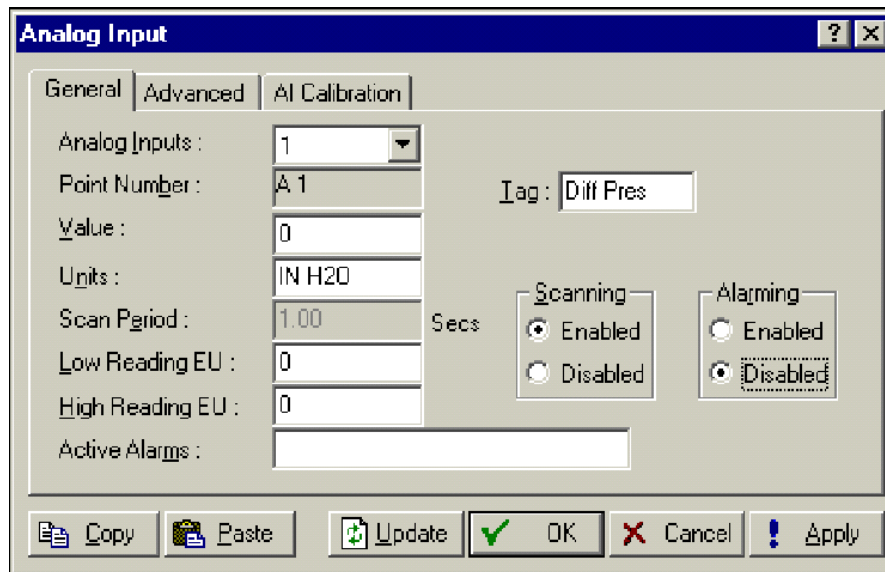 Analog Input
General Advanced AI Calibration
Analog Inputs : 1
Point Number : A 1
Tag : Diff Pres
Value : 0
Units : IN H2O
Scan Period : 1.00 Secs
Low Reading EU : 0
High Reading EU : 0
Active Alarms :
Scanning
Enabled
Disabled
Alarming
Enabled
Disabled
Copy Paste Update OK Cancel Apply